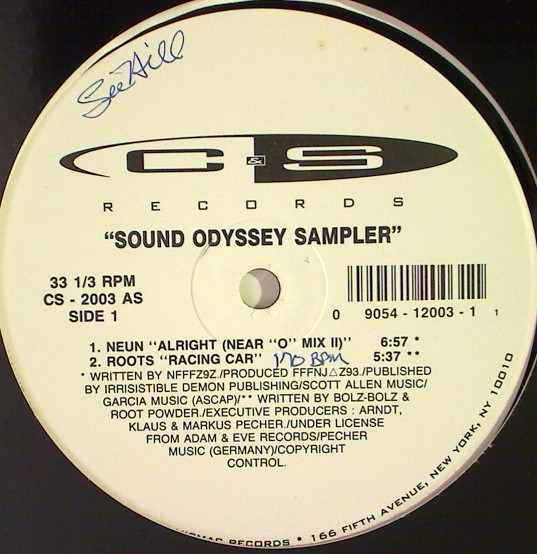 Sue Hill
C&S
RECORDS
"SOUND ODYSSEY SAMPLER"
33 1/3 RPM
CS - 2003 AS
SIDE 1
0 9054 - 12003 - 1 1
1. NEUN "ALRIGHT (NEAR "O" MIX II)" 6:57 *
2. ROOTS "RACING CAR" 170 BPM 5:37 **
* WRITTEN BY NFFFZ9Z./PRODUCED FFFNJ△Z93./PUBLISHED
BY IRRISISTIBLE DEMON PUBLISHING/SCOTT ALLEN MUSIC/
GARCIA MUSIC (ASCAP)/** WRITTEN BY BOLZ-BOLZ &
ROOT POWDER./EXECUTIVE PRODUCERS : ARNDT,
KLAUS & MARKUS PECHER./UNDER LICENSE
FROM ADAM & EVE RECORDS/PECHER
MUSIC (GERMANY)/COPYRIGHT
CONTROL.
RECORDS • 166 FIFTH AVENUE, NEW YORK, NY 10010